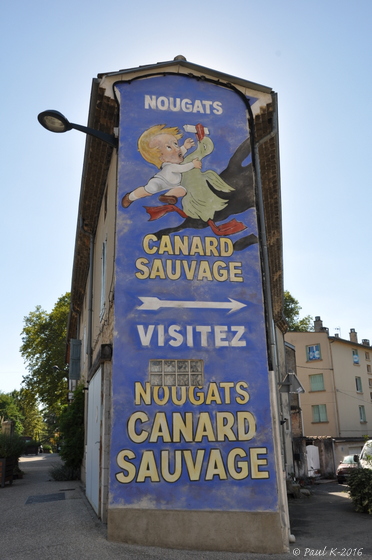 NOUGATS
CANARD
SAUVAGE
VISITEZ
NOUGATS
CANARD
SAUVAGE
© Paul K-2016